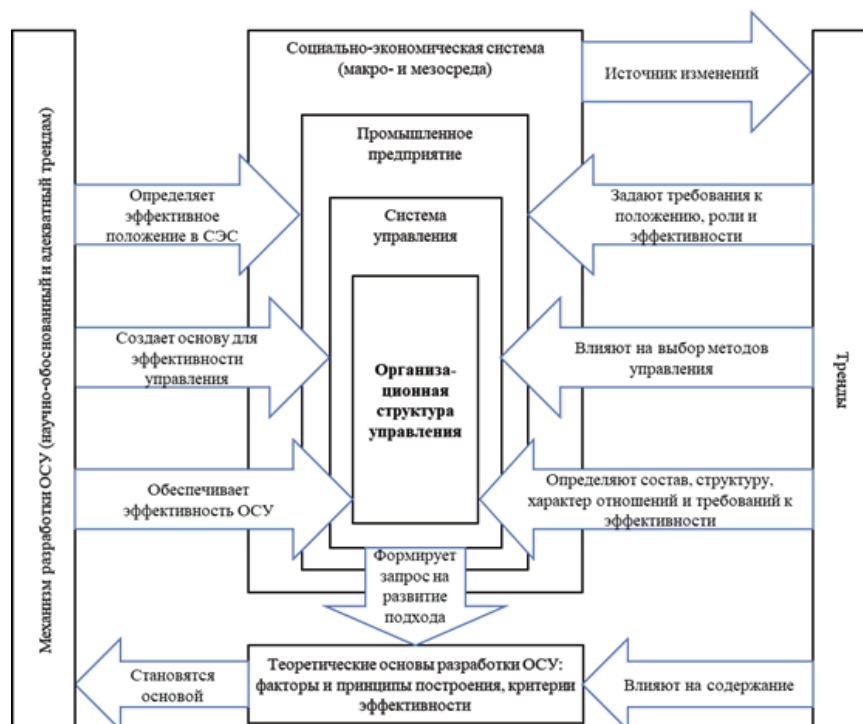 Социально-экономическая система
(макро- и мезосреда)
Источник изменений
Промышленное
предприятие
Определяет
эффективное
положение в СЭС
Задают требования к
положению, роли и
эффективности
Система
управления
Механизм разработки ОСУ (научно-обоснованный и адекватный трендам)
Создает основу для
эффективности
управления
Организа-
ционная
структура
управления
Влияют на выбор методов
управления
Тренды
Обеспечивает
эффективность ОСУ
Определяют состав, структуру,
характер отношений и требований к
эффективности
Формирует
запрос на
развитие
подхода
Становятся
основой
Теоретические основы разработки ОСУ:
факторы и принципы построения, критерии
эффективности
Влияют на содержание